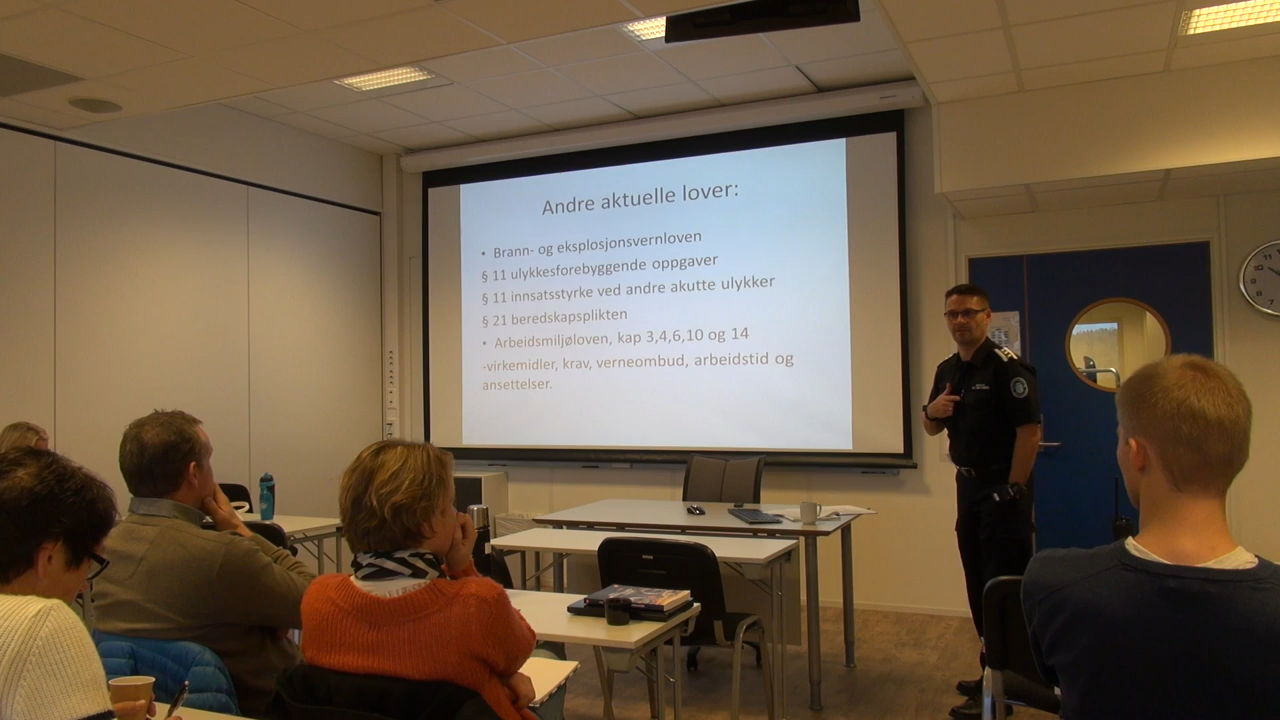 Andre aktuelle lover:
• Brann- og eksplosjonsvernloven
§ 11 ulykkesforebyggende oppgaver
§ 11 innsatsstyrke ved andre akutte ulykker
§ 21 beredskapsplikten
• Arbeidsmiljøloven, kap 3,4,6,10 og 14
-virkemidler, krav, verneombud, arbeidstid og
ansettelser.